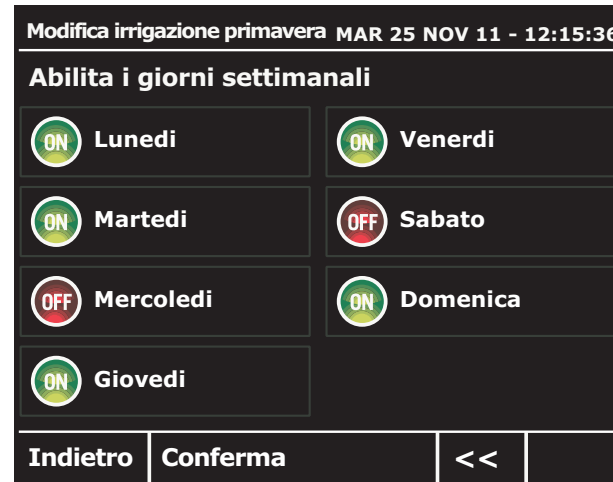 Modifica irrigazione primavera MAR 25 NOV 11 - 12:15:36
Abilita i giorni settimanali
ON Lunedi
ON Venerdi
ON Martedi
OFF Sabato
OFF Mercoledi
ON Domenica
ON Giovedi
Indietro Conferma <<